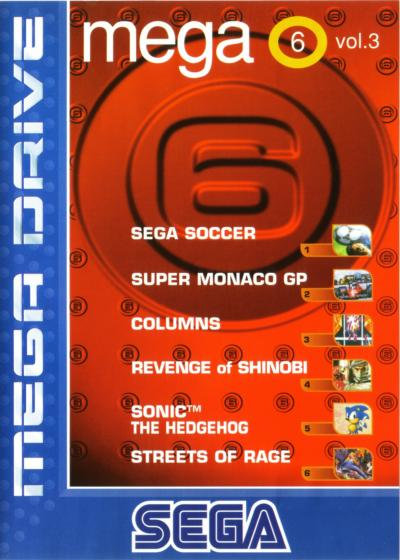 mega 6 vol.3
6
SEGA SOCCER
1
SUPER MONACO GP
2
COLUMNS
3
REVENGE of SHINOBI
4
SONIC™
THE HEDGEHOG
5
STREETS OF RAGE
6
SEGA
MEGA DRIVE